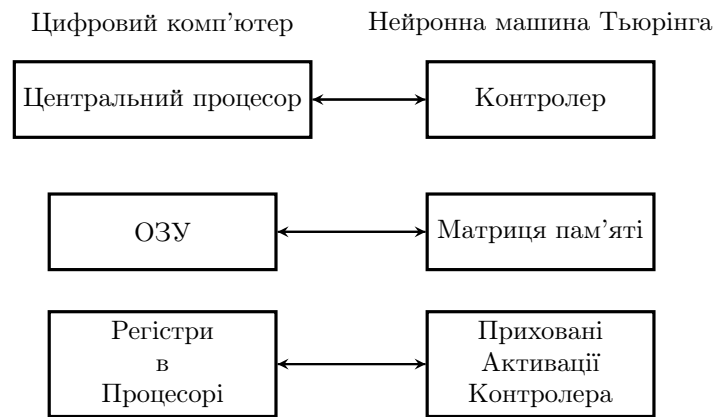 Цифровий комп'ютер
Нейронна машина Тьюрінга
Центральний процесор
Контролер
ОЗУ
Матриця пам'яті
Регістри
в
Процесорі
Приховані
Активації
Контролера